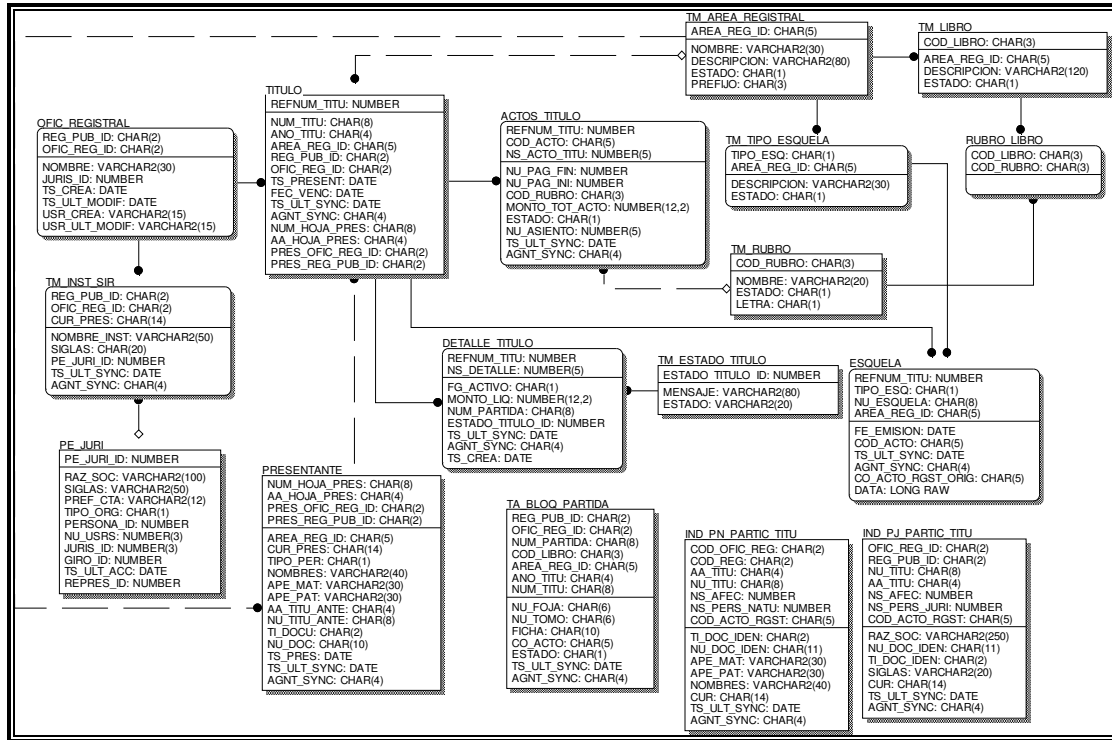 TM_AREA_REGISTRAL
AREA_REG_ID: CHAR(5)
NOMBRE: VARCHAR2(30)
DESCRIPCION: VARCHAR2(80)
ESTADO: CHAR(1)
PREFIJO: CHAR(3)
TM_LIBRO
COD_LIBRO: CHAR(3)
AREA_REG_ID: CHAR(5)
DESCRIPCION: VARCHAR2(120)
ESTADO: CHAR(1)
TITULO
REFNUM_TITU: NUMBER
NUM_TITU: CHAR(8)
ANO_TITU: CHAR(4)
AREA_REG_ID: CHAR(5)
REG_PUB_ID: CHAR(2)
OFIC_REG_ID: CHAR(2)
TS_PRESENT: DATE
FEC_VENC: DATE
TS_ULT_SYNC: DATE
AGNT_SYNC: CHAR(4)
NUM_HOJA_PRES: CHAR(8)
AA_HOJA_PRES: CHAR(4)
PRES_OFIC_REG_ID: CHAR(2)
PRES_REG_PUB_ID: CHAR(2)
OFIC_REGISTRAL
REG_PUB_ID: CHAR(2)
OFIC_REG_ID: CHAR(2)
NOMBRE: VARCHAR2(30)
JURIS_ID: NUMBER
TS_CREA: DATE
TS_ULT_MODIF: DATE
USR_CREA: VARCHAR2(15)
USR_ULT_MODIF: VARCHAR2(15)
ACTOS_TITULO
REFNUM_TITU: NUMBER
COD_ACTO: CHAR(5)
NS_ACTO_TITU: NUMBER(5)
NU_PAG_FIN: NUMBER
NU_PAG_INI: NUMBER
COD_RUBRO: CHAR(3)
MONTO_TOT_ACTO: NUMBER(12,2)
ESTADO: CHAR(1)
NU_ASIENTO: NUMBER(5)
TS_ULT_SYNC: DATE
AGNT_SYNC: CHAR(4)
TM_TIPO_ESQUELA
TIPO_ESQ: CHAR(1)
AREA_REG_ID: CHAR(5)
DESCRIPCION: VARCHAR2(30)
ESTADO: CHAR(1)
RUBRO_LIBRO
COD_LIBRO: CHAR(3)
COD_RUBRO: CHAR(3)
TM_RUBRO
COD_RUBRO: CHAR(3)
NOMBRE: VARCHAR2(20)
ESTADO: CHAR(1)
LETRA: CHAR(1)
TM_INST_SIR
REG_PUB_ID: CHAR(2)
OFIC_REG_ID: CHAR(2)
CUR_PRES: CHAR(14)
NOMBRE_INST: VARCHAR2(50)
SIGLAS: CHAR(20)
PE_JURI_ID: NUMBER
TS_ULT_SYNC: DATE
AGNT_SYNC: CHAR(4)
DETALLE_TITULO
REFNUM_TITU: NUMBER
NS_DETALLE: NUMBER(5)
FG_ACTIVO: CHAR(1)
MONTO_LIQ: NUMBER(12,2)
NUM_PARTIDA: CHAR(8)
ESTADO_TITULO_ID: NUMBER
TS_ULT_SYNC: DATE
AGNT_SYNC: CHAR(4)
TS_CREA: DATE
TM_ESTADO_TITULO
ESTADO_TITULO_ID: NUMBER
MENSAJE: VARCHAR2(80)
ESTADO: VARCHAR2(20)
ESQUELA
REFNUM_TITU: NUMBER
TIPO_ESQ: CHAR(1)
NU_ESQUELA: CHAR(8)
AREA_REG_ID: CHAR(5)
FE_EMISION: DATE
COD_ACTO: CHAR(5)
TS_ULT_SYNC: DATE
AGNT_SYNC: CHAR(4)
CO_ACTO_RGST_ORIG: CHAR(5)
DATA: LONG RAW
PE_JURI
PE_JURI_ID: NUMBER
RAZ_SOC: VARCHAR2(100)
SIGLAS: VARCHAR2(50)
PREF_CTA: VARCHAR2(12)
TIPO_ORG: CHAR(1)
PERSONA_ID: NUMBER
NU_USRS: NUMBER(3)
JURIS_ID: NUMBER(3)
GIRO_ID: NUMBER
TS_ULT_ACC: DATE
REPRES_ID: NUMBER
PRESENTANTE
NUM_HOJA_PRES: CHAR(8)
AA_HOJA_PRES: CHAR(4)
PRES_OFIC_REG_ID: CHAR(2)
PRES_REG_PUB_ID: CHAR(2)
AREA_REG_ID: CHAR(5)
CUR_PRES: CHAR(14)
TIPO_PER: CHAR(1)
NOMBRES: VARCHAR2(40)
APE_MAT: VARCHAR2(30)
APE_PAT: VARCHAR2(30)
AA_TITU_ANTE: CHAR(4)
NU_TITU_ANTE: CHAR(8)
TI_DOCU: CHAR(2)
NU_DOC: CHAR(10)
TS_PRES: DATE
TS_ULT_SYNC: DATE
AGNT_SYNC: CHAR(4)
TA_BLOQ_PARTIDA
REG_PUB_ID: CHAR(2)
OFIC_REG_ID: CHAR(2)
NUM_PARTIDA: CHAR(8)
COD_LIBRO: CHAR(3)
AREA_REG_ID: CHAR(5)
ANO_TITU: CHAR(4)
NUM_TITU: CHAR(8)
NU_FOJA: CHAR(6)
NU_TOMO: CHAR(6)
FICHA: CHAR(10)
CO_ACTO: CHAR(5)
ESTADO: CHAR(1)
TS_ULT_SYNC: DATE
AGNT_SYNC: CHAR(4)
IND_PN_PARTIC_TITU
COD_OFIC_REG: CHAR(2)
COD_REG: CHAR(2)
AA_TITU: CHAR(4)
NU_TITU: CHAR(8)
NS_AFEC: NUMBER
NS_PERS_NATU: NUMBER
COD_ACTO_RGST: CHAR(5)
TI_DOC_IDEN: CHAR(2)
NU_DOC_IDEN: CHAR(11)
APE_MAT: VARCHAR2(30)
APE_PAT: VARCHAR2(30)
NOMBRES: VARCHAR2(40)
CUR: CHAR(14)
TS_ULT_SYNC: DATE
AGNT_SYNC: CHAR(4)
IND_PJ_PARTIC_TITU
OFIC_REG_ID: CHAR(2)
REG_PUB_ID: CHAR(2)
NU_TITU: CHAR(8)
AA_TITU: CHAR(4)
NS_AFEC: NUMBER
NS_PERS_JURI: NUMBER
COD_ACTO_RGST: CHAR(5)
RAZ_SOC: VARCHAR2(250)
NU_DOC_IDEN: CHAR(11)
TI_DOC_IDEN: CHAR(2)
SIGLAS: VARCHAR2(20)
CUR: CHAR(14)
TS_ULT_SYNC: DATE
AGNT_SYNC: CHAR(4)